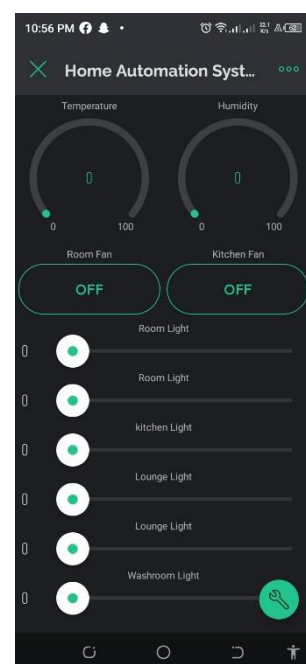 10:56 PM
Home Automation Syst...
Temperature Humidity
0 0
0 100 0 100
Room Fan Kitchen Fan
OFF OFF
Room Light
0
Room Light
0
kitchen Light
0
Lounge Light
0
Lounge Light
0
Washroom Light
0